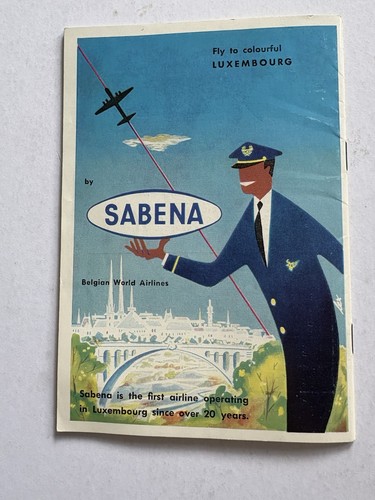 Fly to colourful
LUXEMBOURG
by
SABENA
Belgian World Airlines
Sabena is the first airline operating
in Luxembourg since over 20 years.